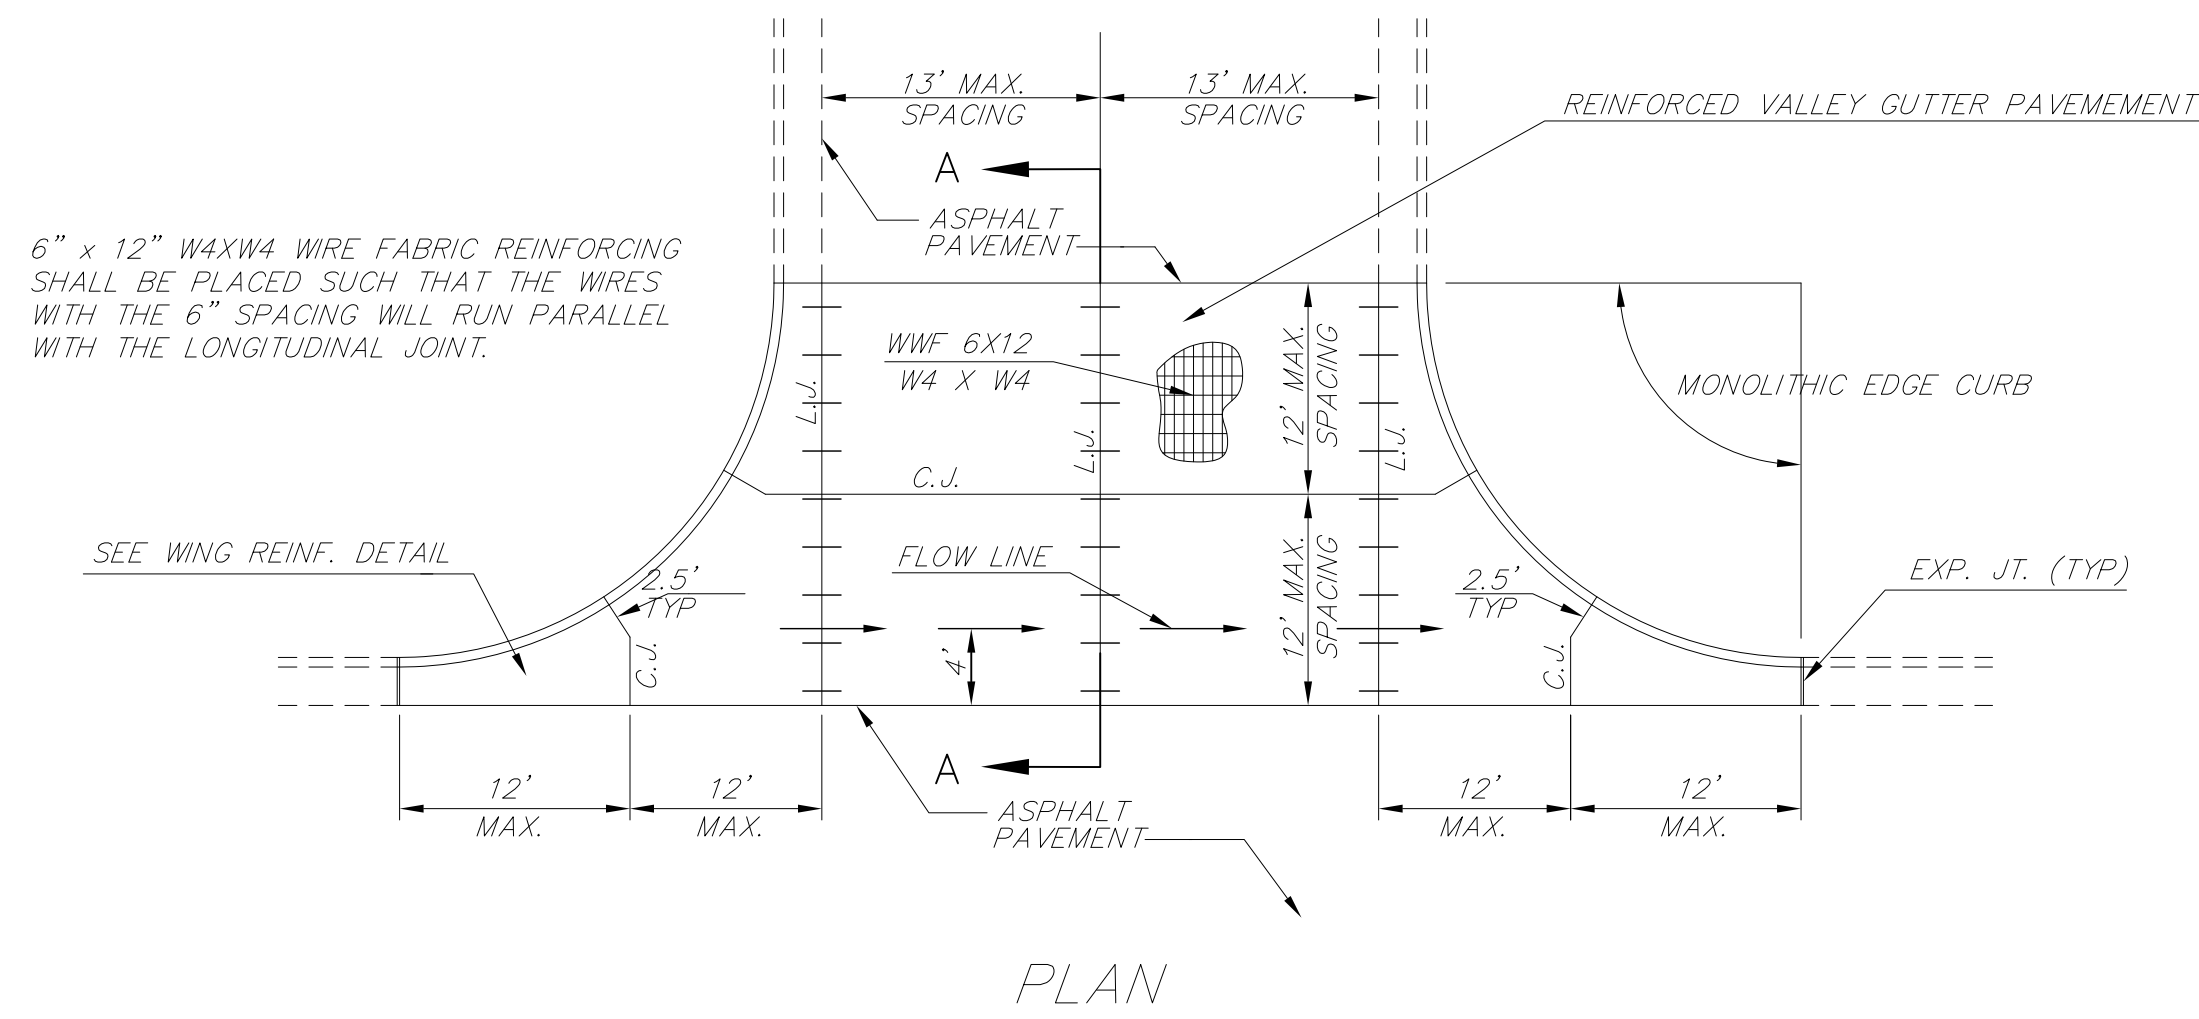 13' MAX.
SPACING
13' MAX.
SPACING
REINFORCED VALLEY GUTTER PAVEMEMENT
A
ASPHALT
PAVEMENT
6" x 12" W4XW4 WIRE FABRIC REINFORCING
SHALL BE PLACED SUCH THAT THE WIRES
WITH THE 6" SPACING WILL RUN PARALLEL
WITH THE LONGITUDINAL JOINT.
WWF 6X12
W4 X W4
12' MAX.
SPACING
MONOLITHIC EDGE CURB
L.J.
L.J.
L.J.
C.J.
SEE WING REINF. DETAIL
2.5'
TYP
FLOW LINE
12' MAX.
SPACING
2.5'
TYP
EXP. JT. (TYP)
C.J.
4'
C.J.
12'
MAX.
12'
MAX.
A
ASPHALT
PAVEMENT
12'
MAX.
12'
MAX.
PLAN